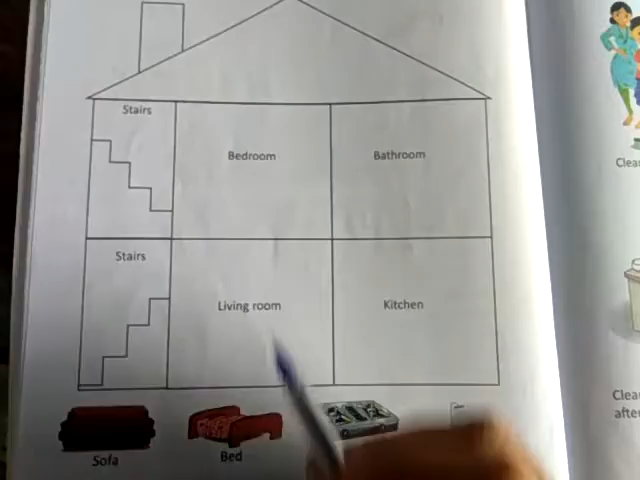 Stairs
Bedroom
Bathroom
Stairs
Living room
Kitchen
Sofa
Bed